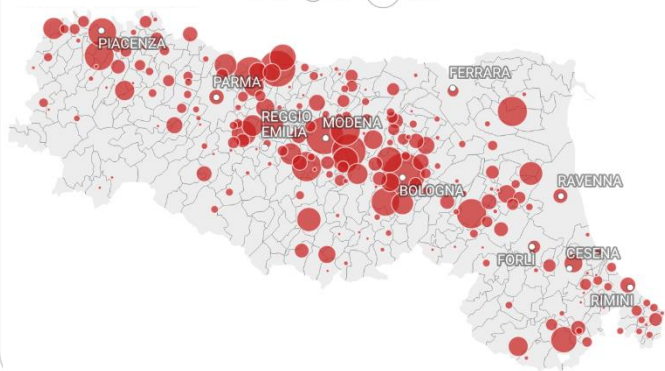 PIACENZA
PARMA
REGGIO
EMILIA
MODENA
FERRARA
BOLOGNA
RAVENNA
FORLÌ
CESENA
RIMINI